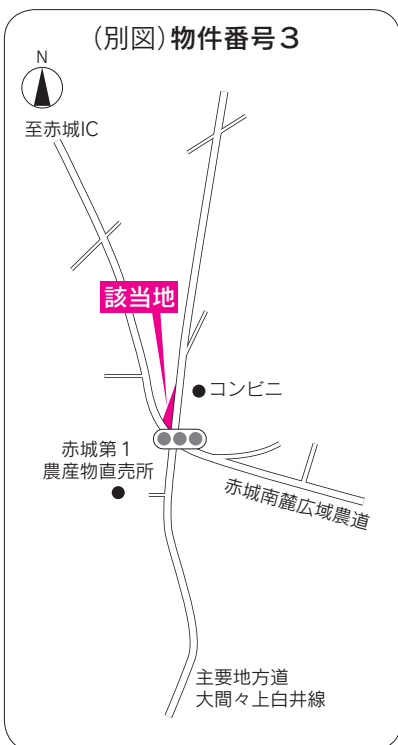 (別図)物件番号3
N
至赤城IC
該当地
コンビニ
赤城第1
農産物直売所
赤城南麓広域農道
主要地方道
大間々上白井線